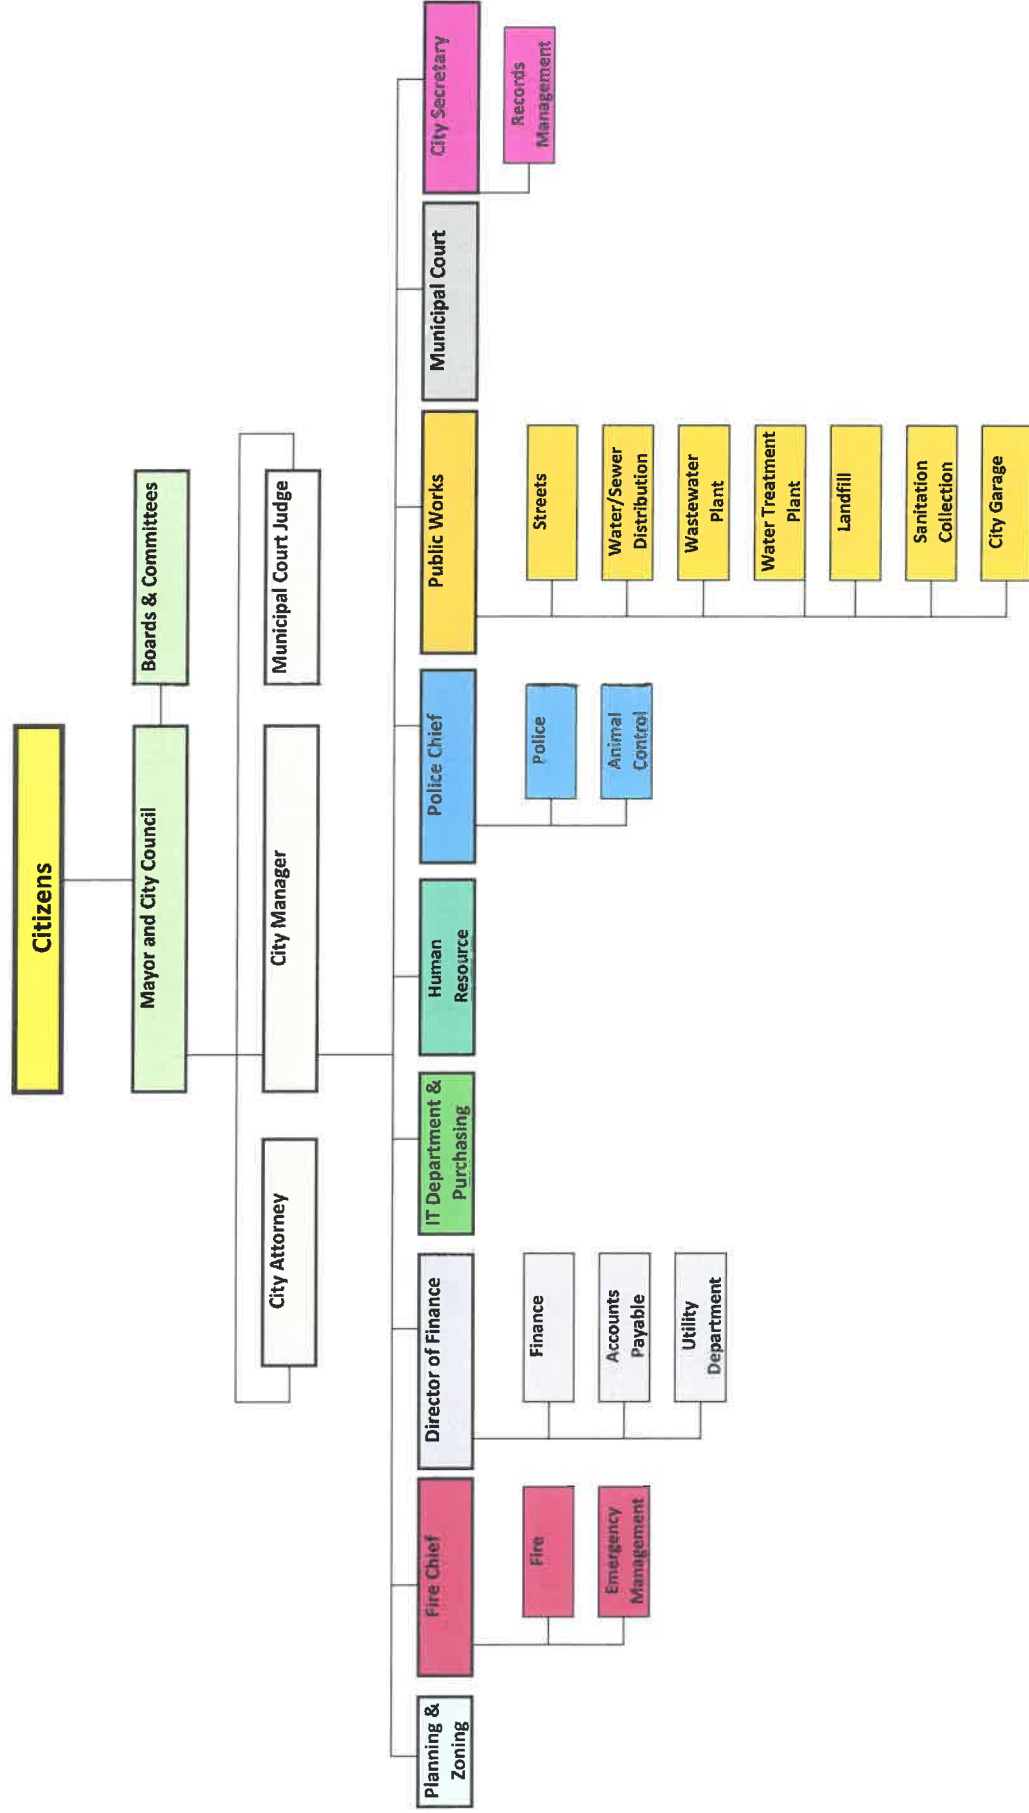 Citizens
Mayor and City Council
Boards & Committees
City Attorney
City Manager
Municipal Court Judge
Planning &
Zoning
Fire Chief
Fire
Emergency
Management
Director of Finance
Finance
Accounts
Payable
Utility
Department
IT Department &
Purchasing
Human
Resource
Police Chief
Police
Animal
Control
Public Works
Streets
Water/Sewer
Distribution
Wastewater
Plant
Water Treatment
Plant
Landfill
Sanitation
Collection
City Garage
Municipal Court
City Secretary
Records
Management